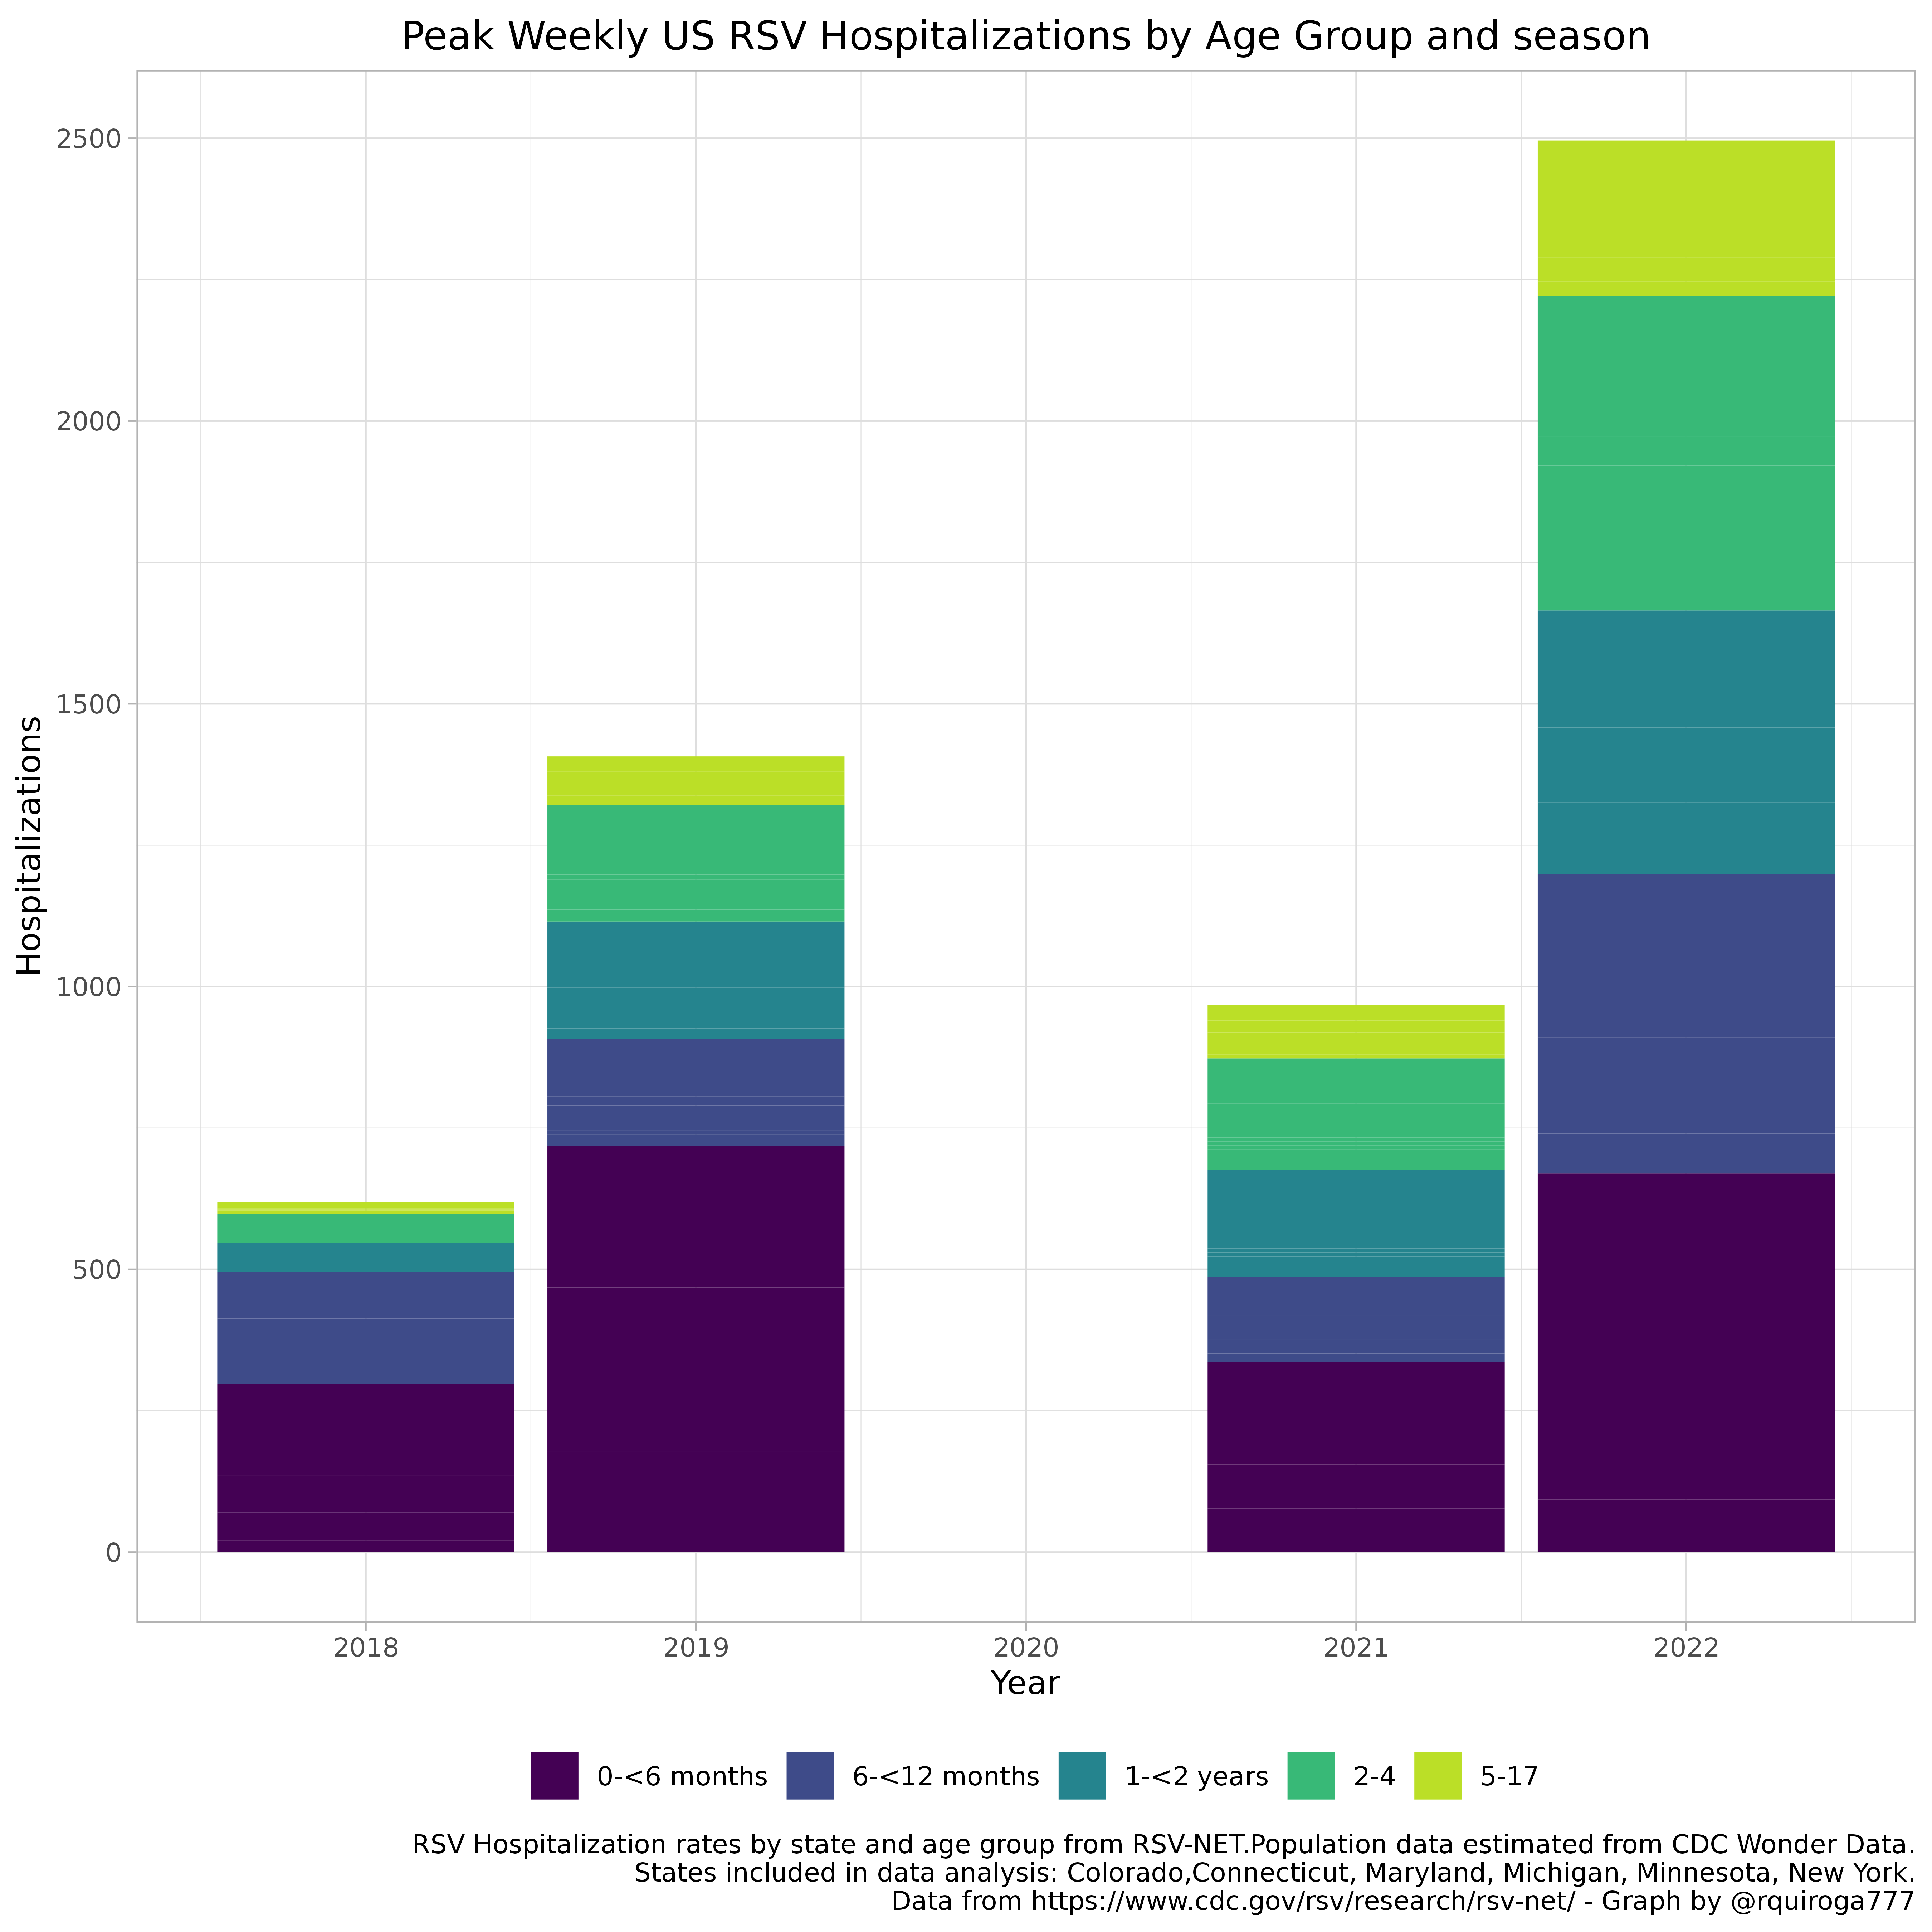 Peak Weekly US RSV Hospitalizations by Age Group and season
2500
2000
1500
1000
500
0
Hospitalizations
2018 2019 2020 2021 2022
Year
0-<6 months 6-<12 months 1-<2 years 2-4 5-17
RSV Hospitalization rates by state and age group from RSV-NET.Population data estimated from CDC Wonder Data.
States included in data analysis: Colorado,Connecticut, Maryland, Michigan, Minnesota, New York.
Data from https://www.cdc.gov/rsv/research/rsv-net/ - Graph by @rquiroga777